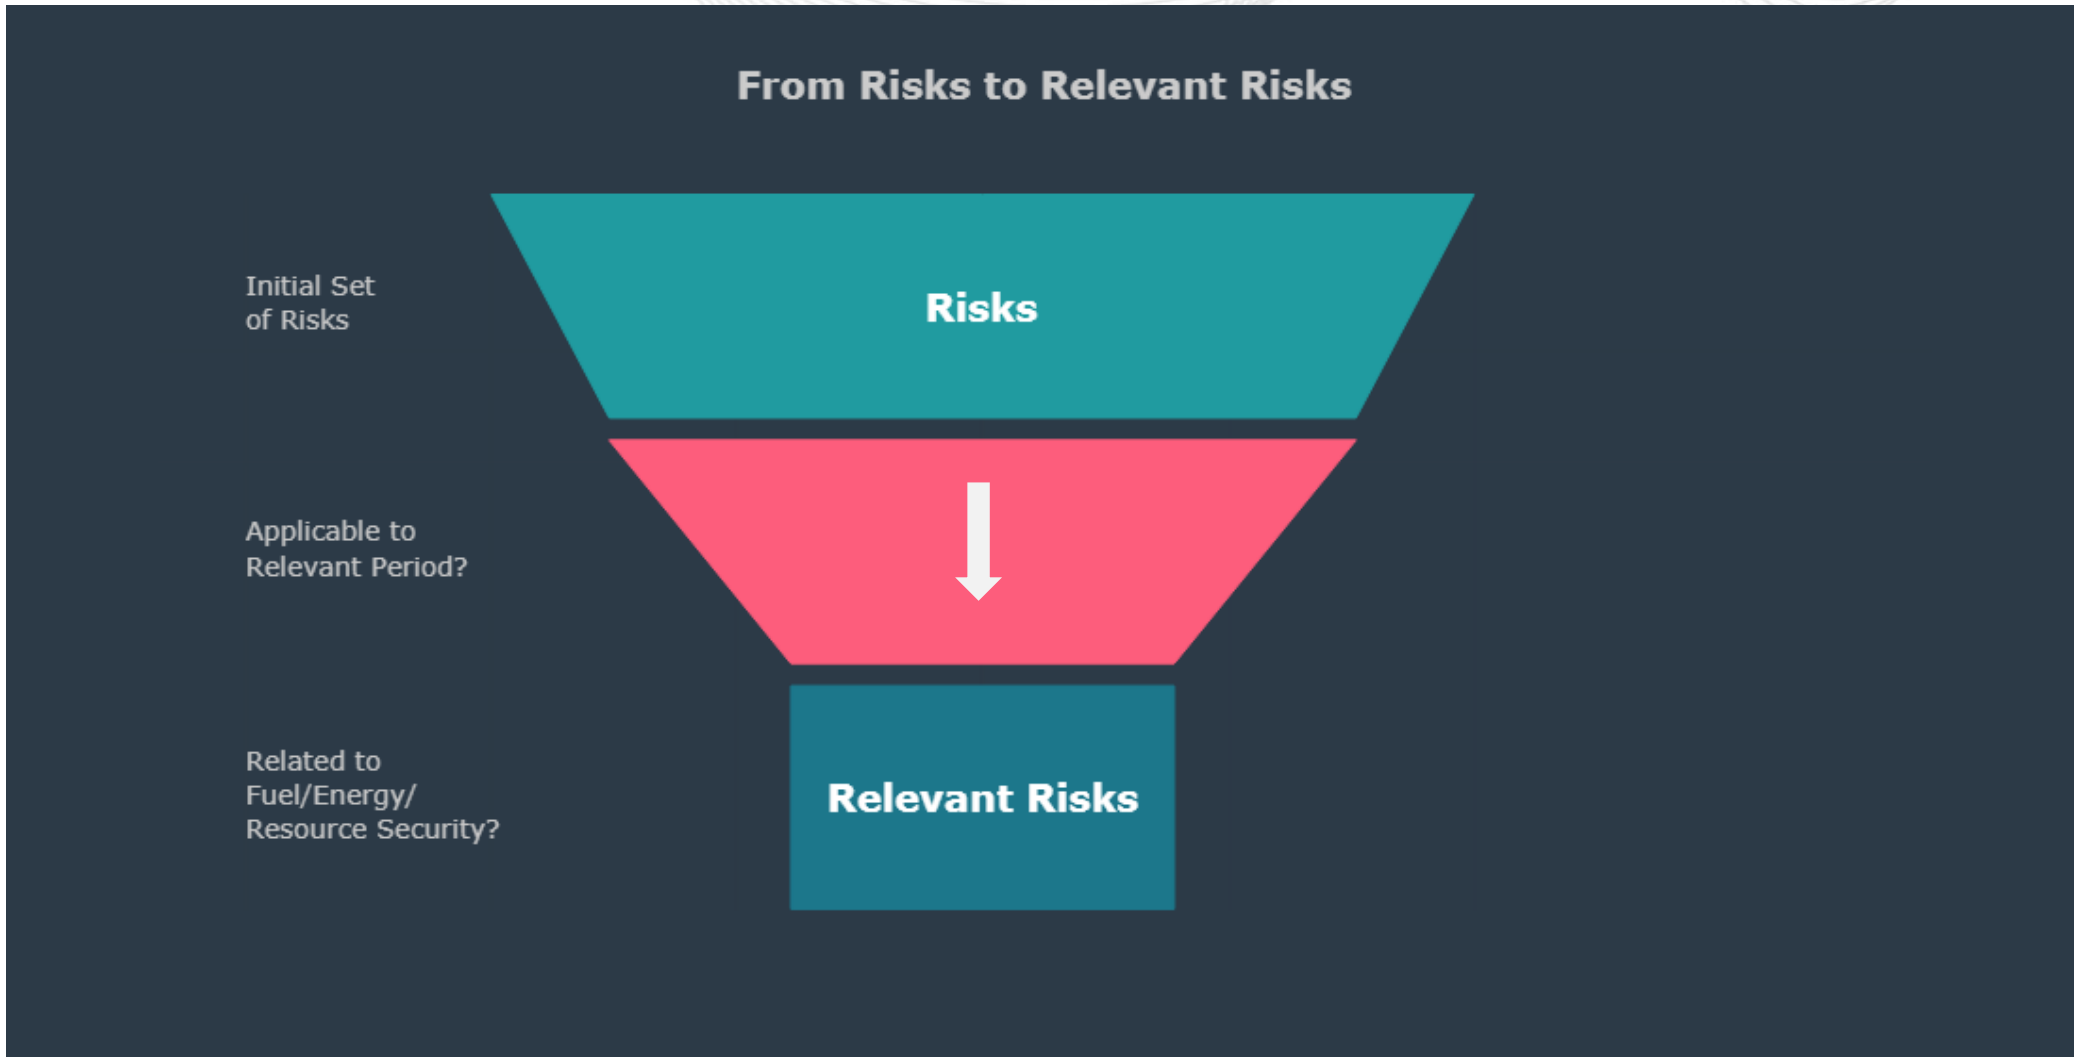 From Risks to Relevant Risks
Initial Set
of Risks
Risks
Applicable to
Relevant Period?
Related to
Fuel/Energy/
Resource Security?
Relevant Risks